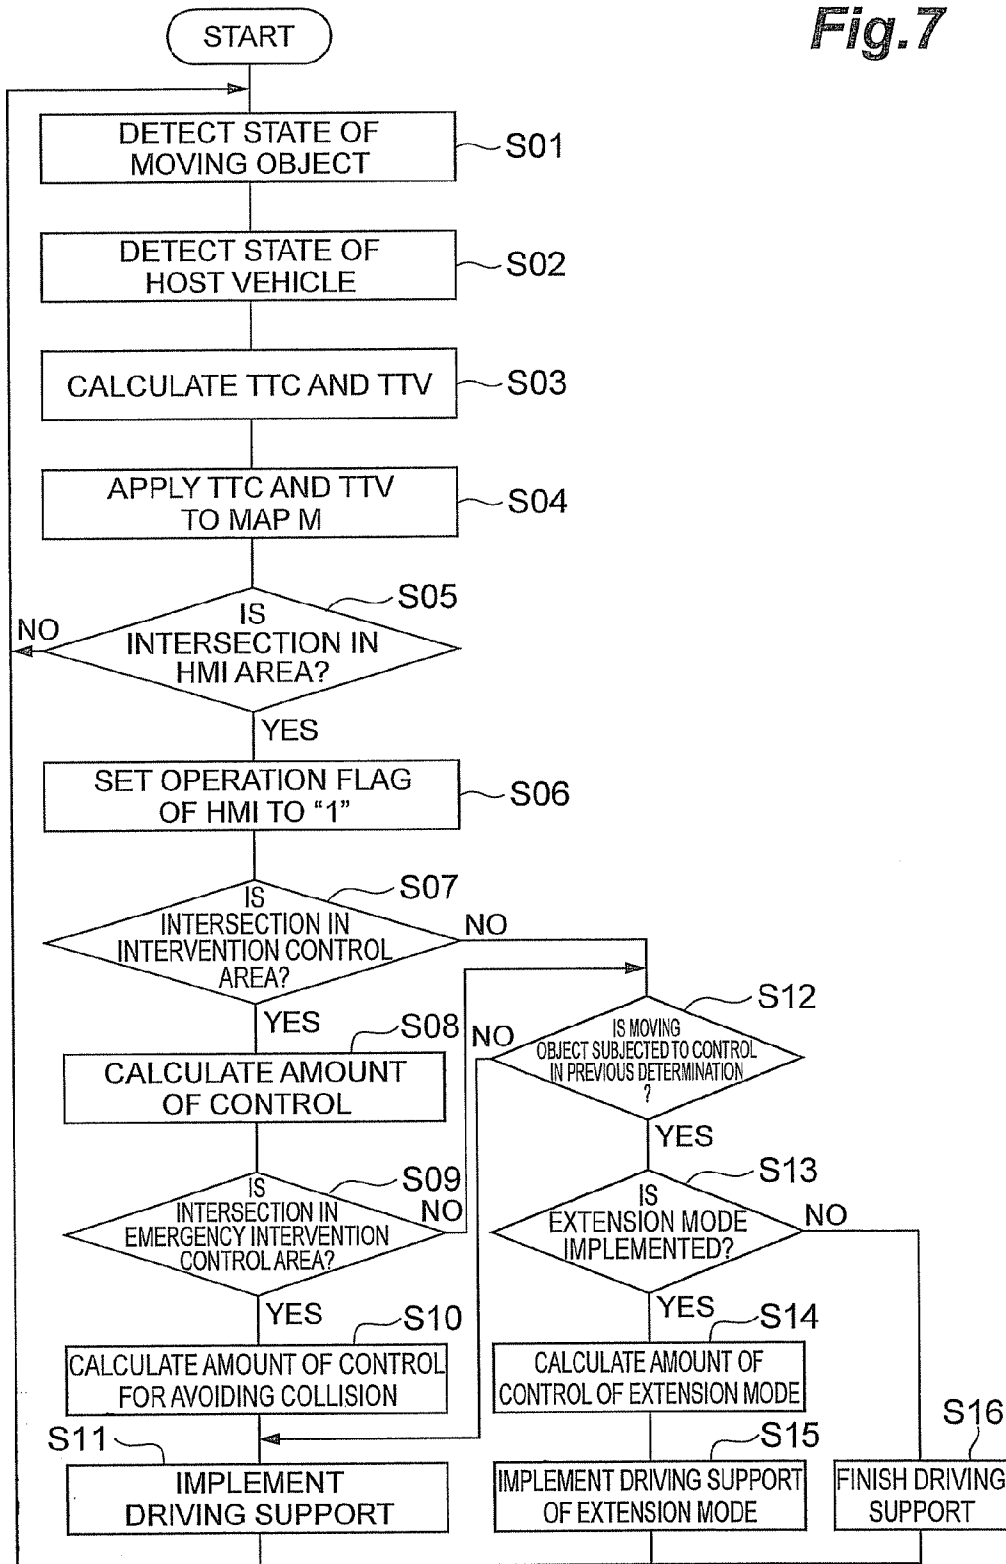 Fig.7
START
DETECT STATE OF
MOVING OBJECT
S01
DETECT STATE OF
HOST VEHICLE
S02
CALCULATE TTC AND TTV
S03
APPLY TTC AND TTV
TO MAP M
S04
IS
INTERSECTION IN
HMI AREA?
S05
NO
YES
SET OPERATION FLAG
OF HMI TO “1”
S06
IS
INTERSECTION IN
INTERVENTION CONTROL
AREA?
S07
NO
YES
CALCULATE AMOUNT
OF CONTROL
S08
IS
INTERSECTION IN
EMERGENCY INTERVENTION
CONTROL AREA?
S09
NO
YES
CALCULATE AMOUNT OF CONTROL
FOR AVOIDING COLLISION
S10
S11
IMPLEMENT
DRIVING SUPPORT
S12
NO
IS MOVING
OBJECT SUBJECTED TO CONTROL
IN PREVIOUS DETERMINATION
?
YES
S13
IS
EXTENSION MODE
IMPLEMENTED?
NO
YES
S14
CALCULATE AMOUNT OF
CONTROL OF EXTENSION MODE
S15
IMPLEMENT DRIVING SUPPORT
OF EXTENSION MODE
S16
FINISH DRIVING
SUPPORT